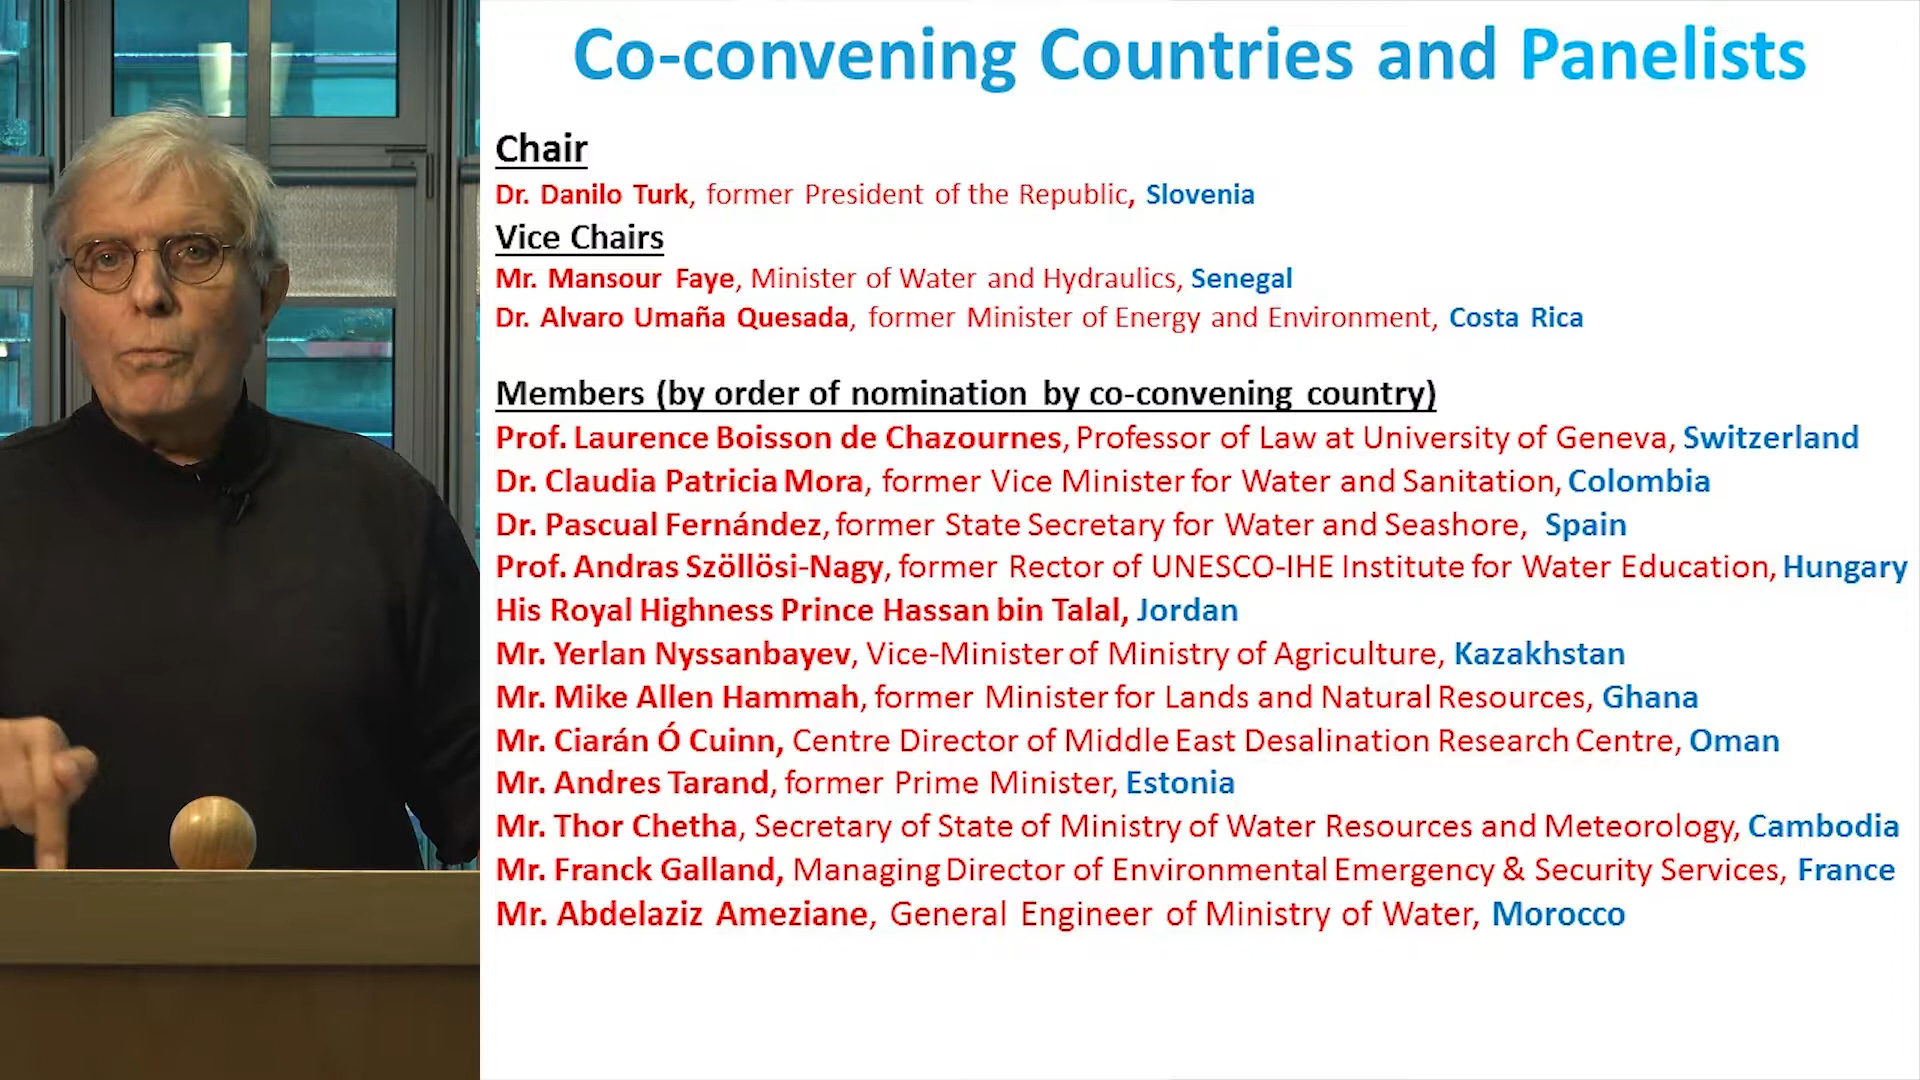 Co-convening Countries and Panelists
Chair
Dr. Danilo Turk, former President of the Republic, Slovenia
Vice Chairs
Mr. Mansour Faye, Minister of Water and Hydraulics, Senegal
Dr. Alvaro Umaña Quesada, former Minister of Energy and Environment, Costa Rica
Members (by order of nomination by co-convening country)
Prof. Laurence Boisson de Chazournes, Professor of Law at University of Geneva, Switzerland
Dr. Claudia Patricia Mora, former Vice Minister for Water and Sanitation, Colombia
Dr. Pascual Fernández, former State Secretary for Water and Seashore, Spain
Prof. Andras Szöllösi-Nagy, former Rector of UNESCO-IHE Institute for Water Education, Hungary
His Royal Highness Prince Hassan bin Talal, Jordan
Mr. Yerlan Nyssanbayev, Vice-Minister of Ministry of Agriculture, Kazakhstan
Mr. Mike Allen Hammah, former Minister for Lands and Natural Resources, Ghana
Mr. Ciarán Ó Cuinn, Centre Director of Middle East Desalination Research Centre, Oman
Mr. Andres Tarand, former Prime Minister, Estonia
Mr. Thor Chetha, Secretary of State of Ministry of Water Resources and Meteorology, Cambodia
Mr. Franck Galland, Managing Director of Environmental Emergency & Security Services, France
Mr. Abdelaziz Ameziane, General Engineer of Ministry of Water, Morocco